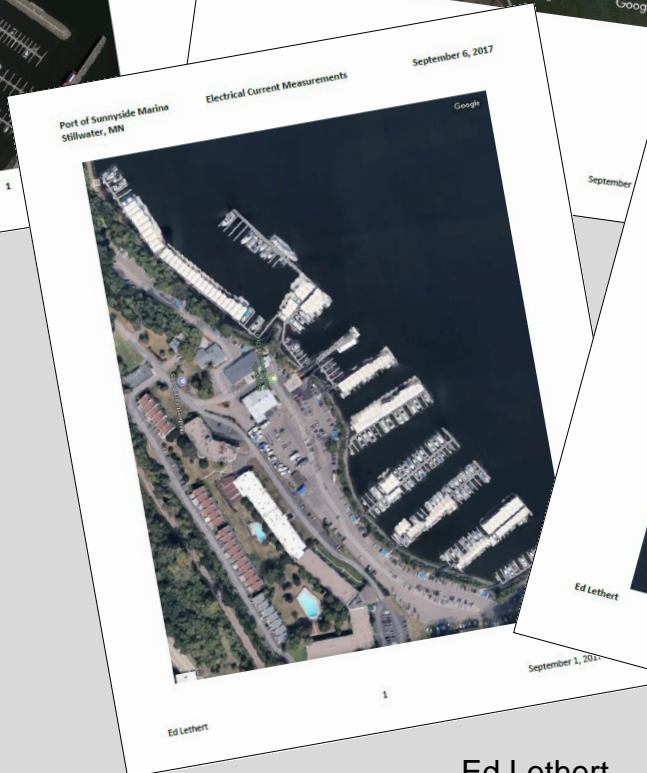 Goog
1
Port of Sunnyside Marina
Stillwater, MN
Electrical Current Measurements
September 6, 2017
Google
September
Ed Lethert
September 1, 201
1
Ed Lethert
Ed Lethert